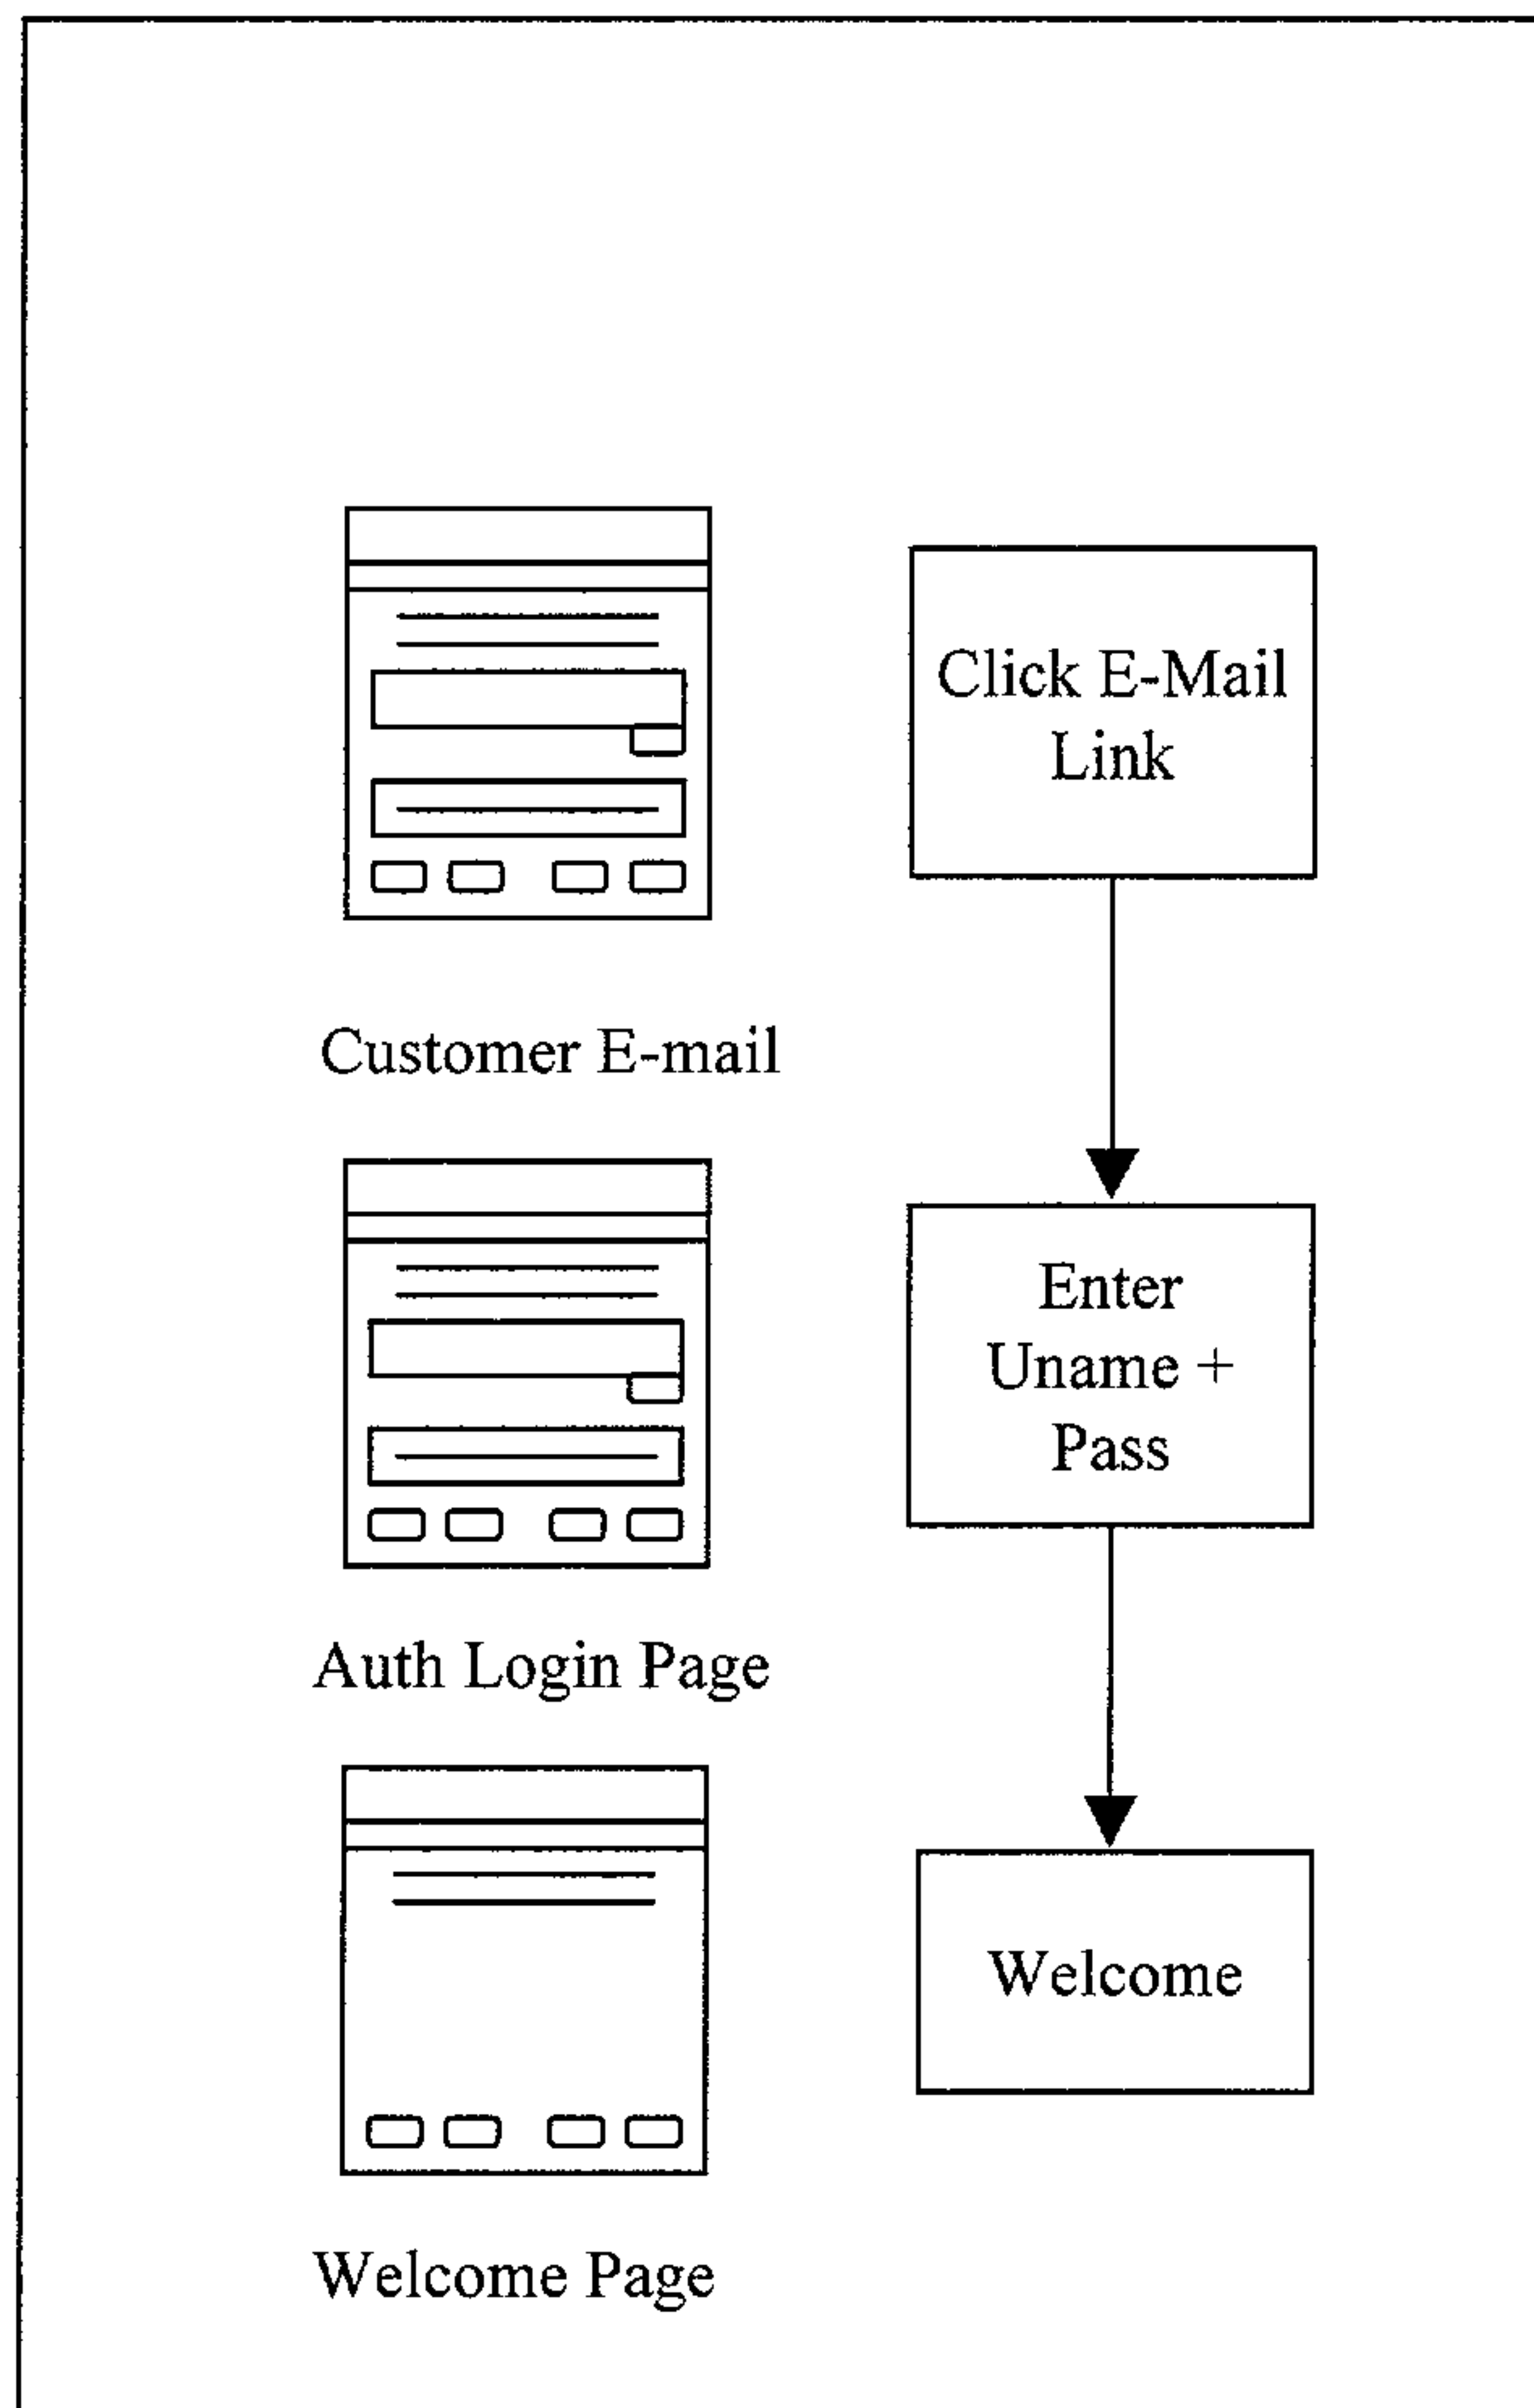 Click E-Mail
Link
Customer E-mail
Enter
Uname +
Pass
Auth Login Page
Welcome
Welcome Page